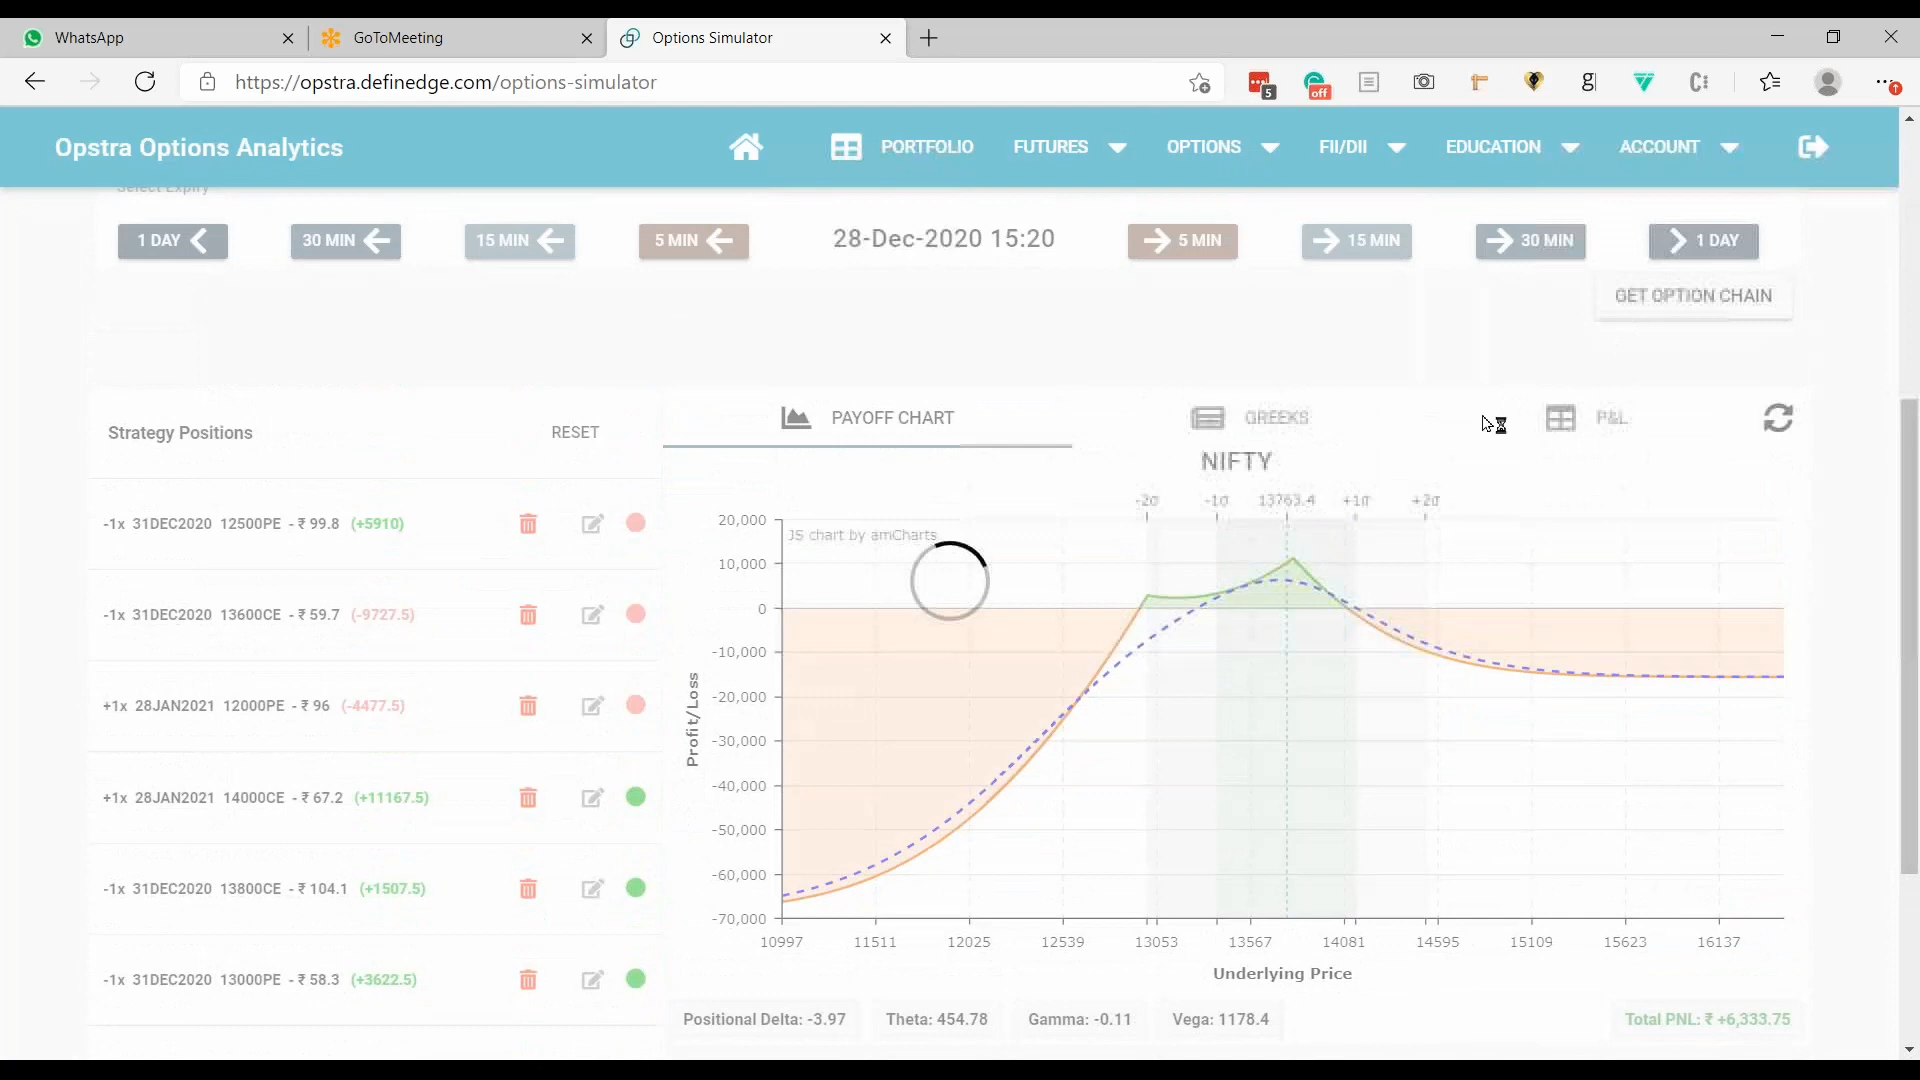 WhatsApp
GoToMeeting
Options Simulator
https://opstra.definedge.com/options-simulator
5
off
g
Opstra Options Analytics
PORTFOLIO
FUTURES
OPTIONS
FII/DII
EDUCATION
ACCOUNT
Select Expiry
1 DAY
30 MIN
15 MIN
5 MIN
28-Dec-2020 15:20
5 MIN
15 MIN
30 MIN
1 DAY
GET OPTION CHAIN
Strategy Positions
RESET
PAYOFF CHART
GREEKS
P&L
NIFTY
-2σ -1σ 13763.4 +1σ +2σ
JS chart by amCharts
20,000
10,000
0
-10,000
-20,000
-30,000
-40,000
-50,000
-60,000
-70,000
Profit/Loss
10997 11511 12025 12539 13053 13567 14081 14595 15109 15623 16137
Underlying Price
-1x 31DEC2020 12500PE - ₹ 99.8 (+5910)
-1x 31DEC2020 13600CE - ₹ 59.7 (-9727.5)
+1x 28JAN2021 12000PE - ₹ 96 (-4477.5)
+1x 28JAN2021 14000CE - ₹ 67.2 (+11167.5)
-1x 31DEC2020 13800CE - ₹ 104.1 (+1507.5)
-1x 31DEC2020 13000PE - ₹ 58.3 (+3622.5)
Positional Delta: -3.97
Theta: 454.78
Gamma: -0.11
Vega: 1178.4
Total PNL: ₹ +6,333.75